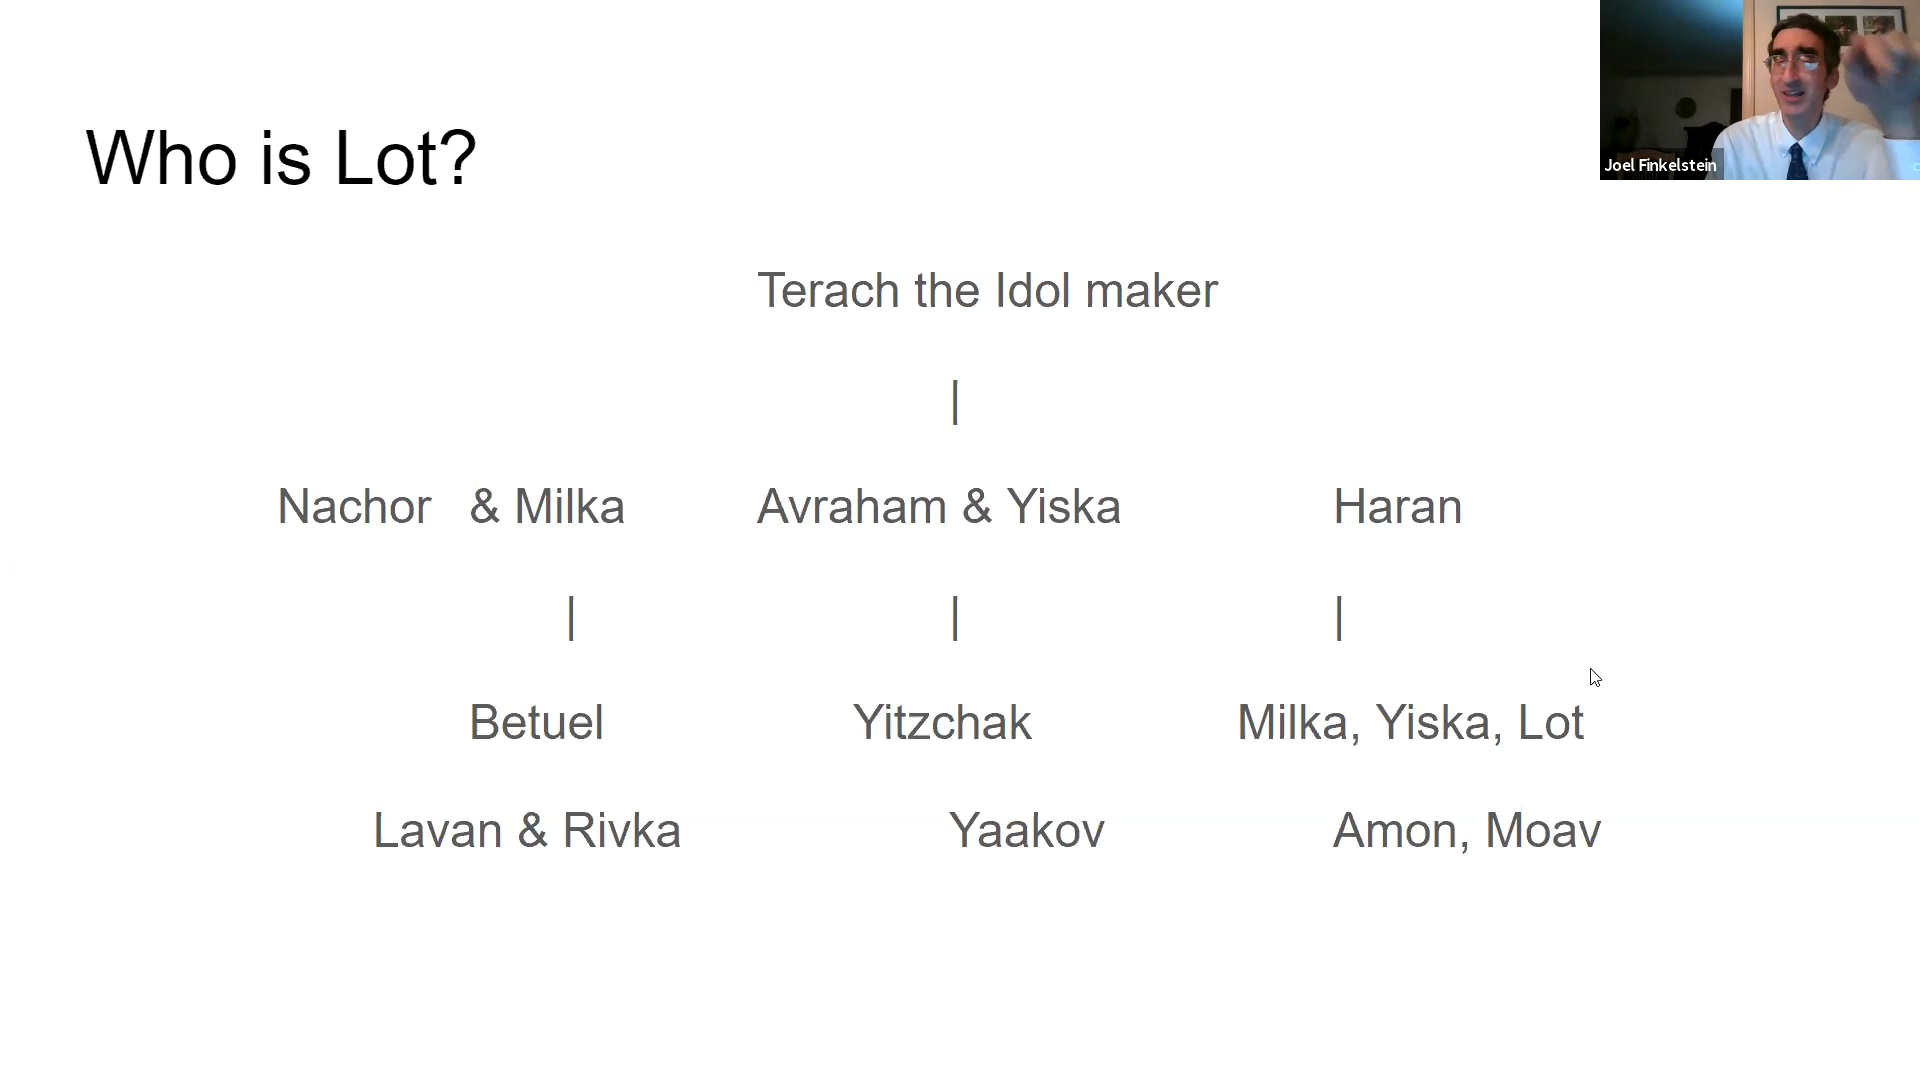 Joel Finkelstein
Who is Lot?
Terach the Idol maker
|
Nachor & Milka Avraham & Yiska Haran
| | |
Betuel Yitzchak Milka, Yiska, Lot
Lavan & Rivka Yaakov Amon, Moav